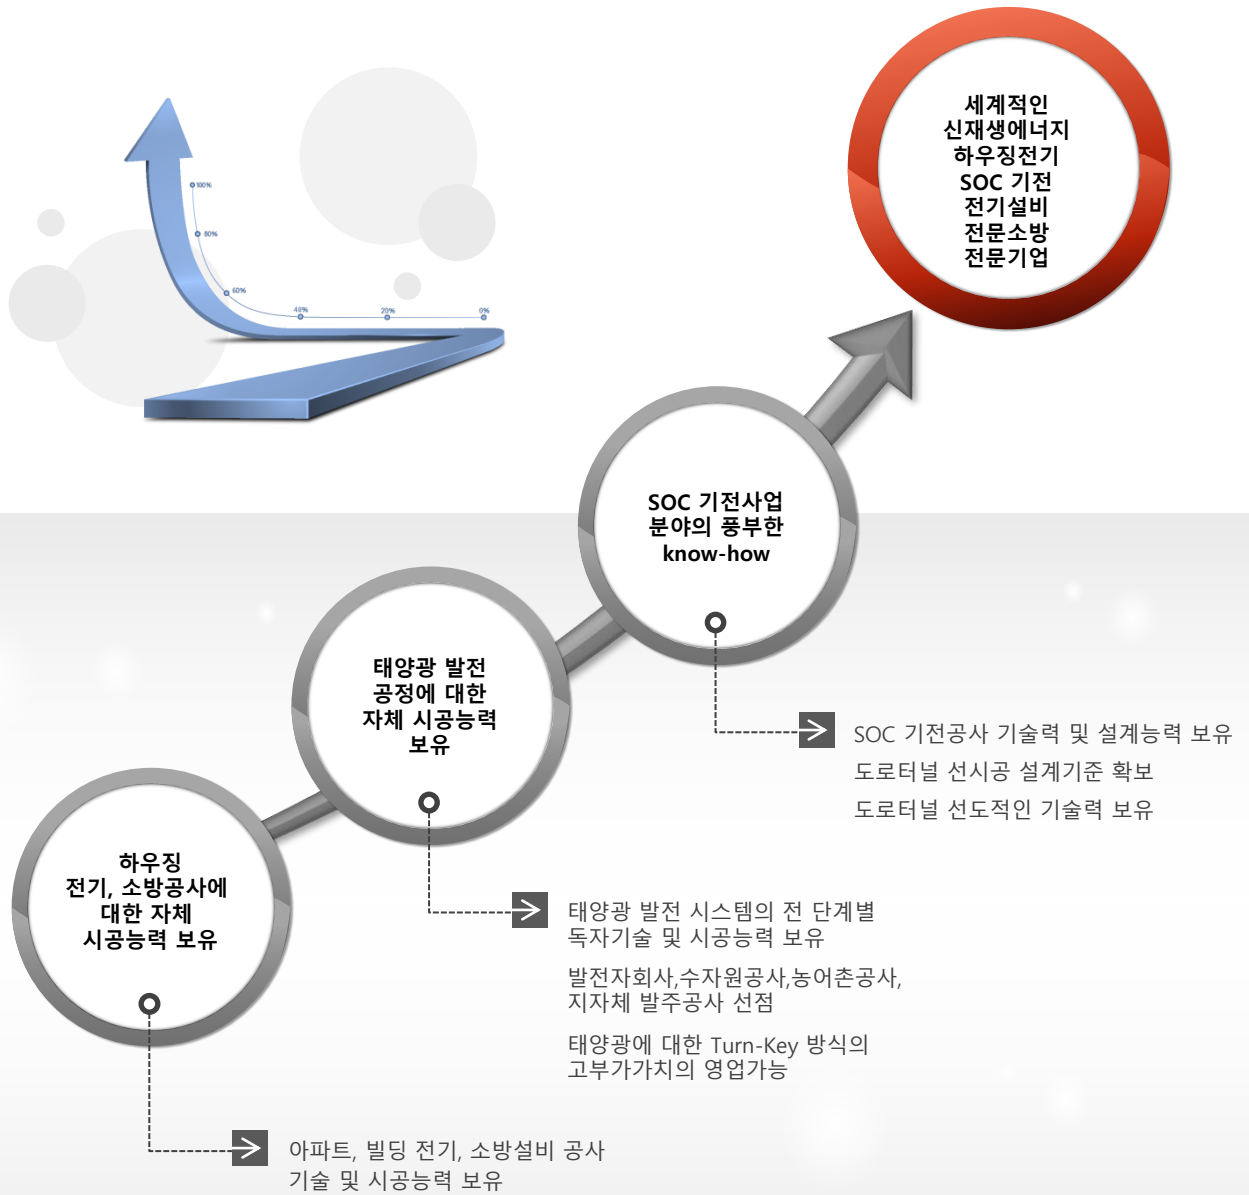 세계적인
신재생에너지
하우징전기
SOC 기전
전기설비
전문소방
전문기업
100%
80%
60%
40%
20%
0%
SOC 기전사업
분야의 풍부한
know-how
태양광 발전
공정에 대한
자체 시공능력
보유
SOC 기전공사 기술력 및 설계능력 보유
도로터널 선시공 설계기준 확보
도로터널 선도적인 기술력 보유
하우징
전기, 소방공사에
대한 자체
시공능력 보유
태양광 발전 시스템의 전 단계별
독자기술 및 시공능력 보유
발전자회사,수자원공사,농어촌공사,
지자체 발주공사 선점
태양광에 대한 Turn-Key 방식의
고부가가치의 영업가능
아파트, 빌딩 전기, 소방설비 공사
기술 및 시공능력 보유